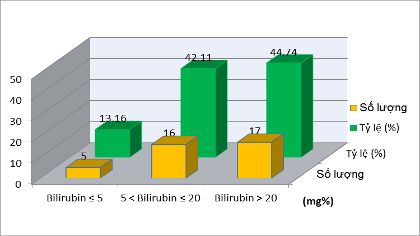 50
40
30
20
10
0
13.16
42.11
44.74
5
16
17
Bilirubin ≤ 5
5 < Bilirubin ≤ 20
Bilirubin > 20
(mg%)
Số lượng
Tỷ lệ (%)
Tỷ lệ (%)
Số lượng